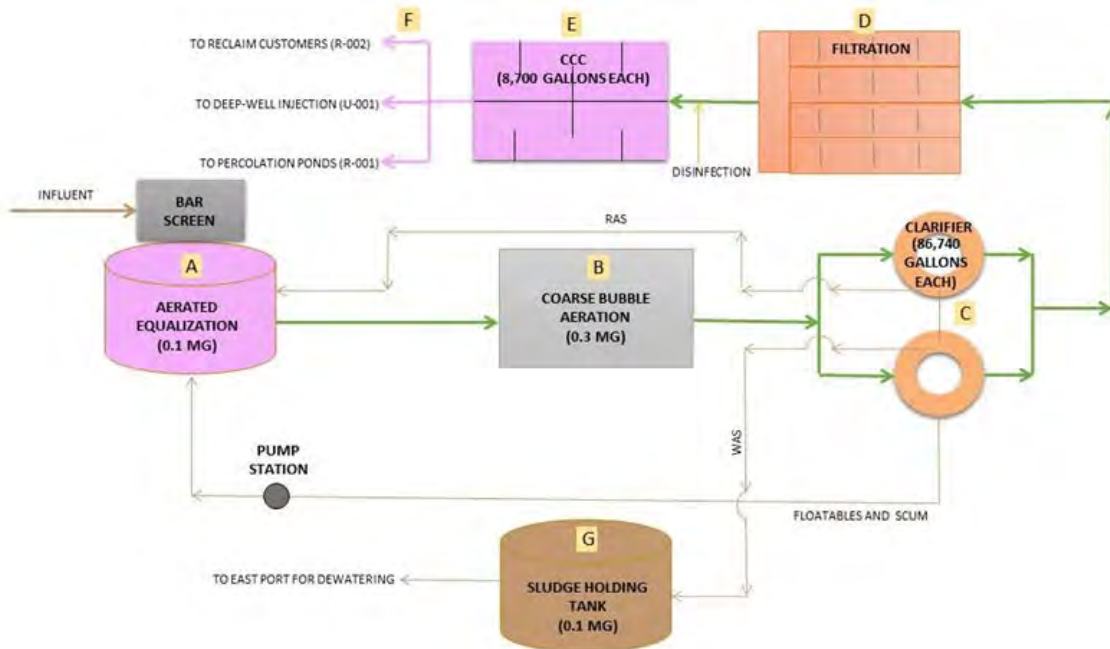 F
E
D
TO RECLAIM CUSTOMERS (R-002)
CCC
(8,700 GALLONS EACH)
FILTRATION
TO DEEP-WELL INJECTION (U-001)
TO PERCOLATION PONDS (R-001)
DISINFECTION
INFLUENT
BAR
SCREEN
RAS
A
AERATED
EQUALIZATION
(0.1 MG)
B
COARSE BUBBLE
AERATION
(0.3 MG)
CLARIFIER
(86,740
GALLONS
EACH)
C
WAS
PUMP
STATION
FLOATABLES AND SCUM
G
TO EAST PORT FOR DEWATERING
SLUDGE HOLDING
TANK
(0.1 MG)